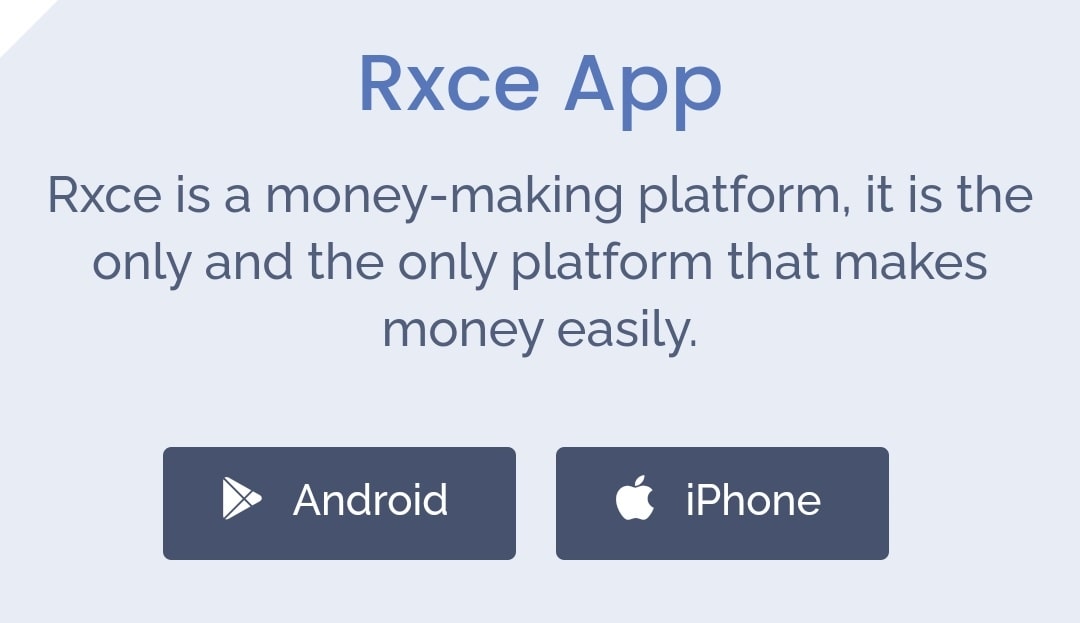 Rxce App
Rxce is a money-making platform, it is the
only and the only platform that makes
money easily.
Android
iPhone